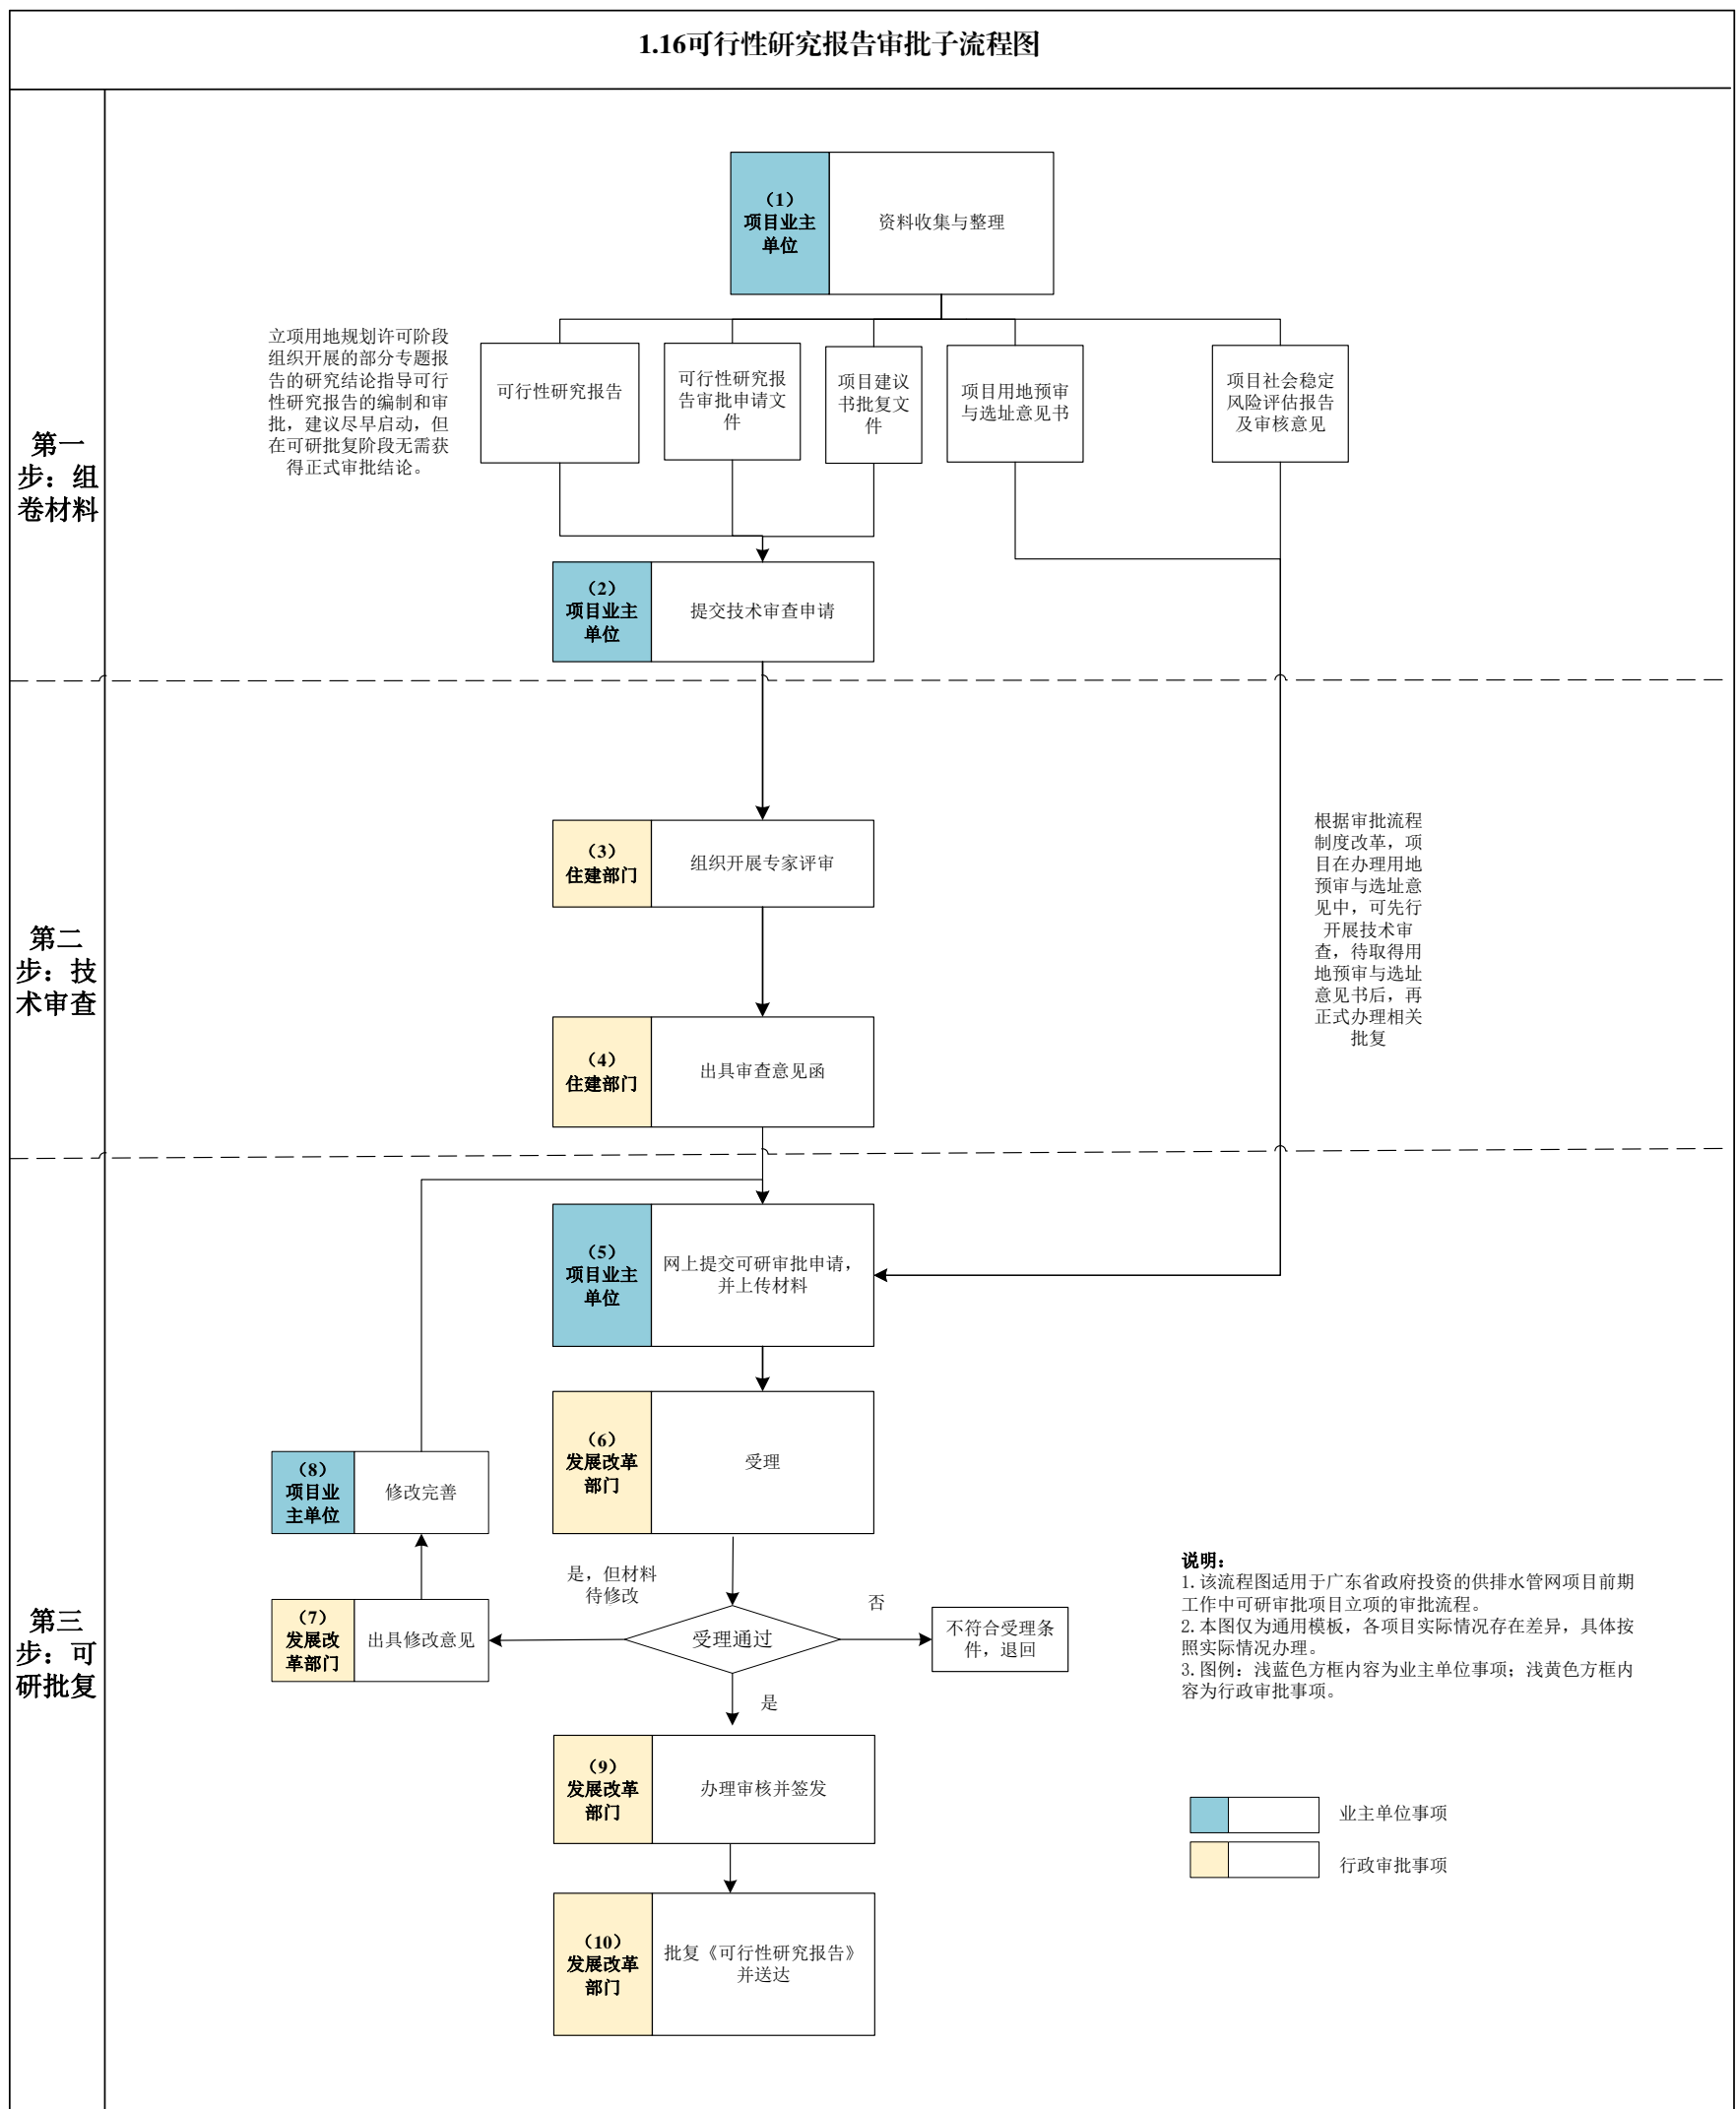 1.16可行性研究报告审批子流程图
第一
步：组
卷材料
（1）
项目业主
单位
资料收集与整理
立项用地规划许可阶段
组织开展的部分专题报
告的研究结论指导可行
性研究报告的编制和审
批，建议尽早启动，但
在可研批复阶段无需获
得正式审批结论。
可行性研究报告
可行性研究报
告审批申请文
件
项目建议
书批复文
件
项目用地预审
与选址意见书
项目社会稳定
风险评估报告
及审核意见
（2）
项目业主
单位
提交技术审查申请
第二
步：技
术审查
（3）
住建部门
组织开展专家评审
（4）
住建部门
出具审查意见函
根据审批流程
制度改革，项
目在办理用地
预审与选址意
见中，可先行
开展技术审
查，待取得用
地预审与选址
意见书后，再
正式办理相关
批复
第三
步：可
研批复
（5）
项目业主
单位
网上提交可研审批申请，
并上传材料
（6）
发展改革
部门
受理
（8）
项目业
主单位
修改完善
是，但材料
待修改
（7）
发展改
革部门
出具修改意见
受理通过
否
不符合受理条
件，退回
是
（9）
发展改革
部门
办理审核并签发
（10）
发展改革
部门
批复《可行性研究报告》
并送达
说明：
1.该流程图适用于广东省政府投资的供排水管网项目前期
工作中可研审批项目立项的审批流程。
2.本图仅为通用模板，各项目实际情况存在差异，具体按
照实际情况办理。
3.图例：浅蓝色方框内容为业主单位事项；浅黄色方框内
容为行政审批事项。
业主单位事项
行政审批事项